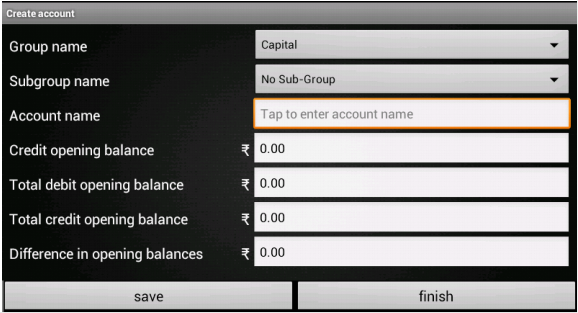 Create account
Group name Capital
Subgroup name No Sub-Group
Account name Tap to enter account name
Credit opening balance ₹ 0.00
Total debit opening balance ₹ 0.00
Total credit opening balance ₹ 0.00
Difference in opening balances ₹ 0.00
save finish